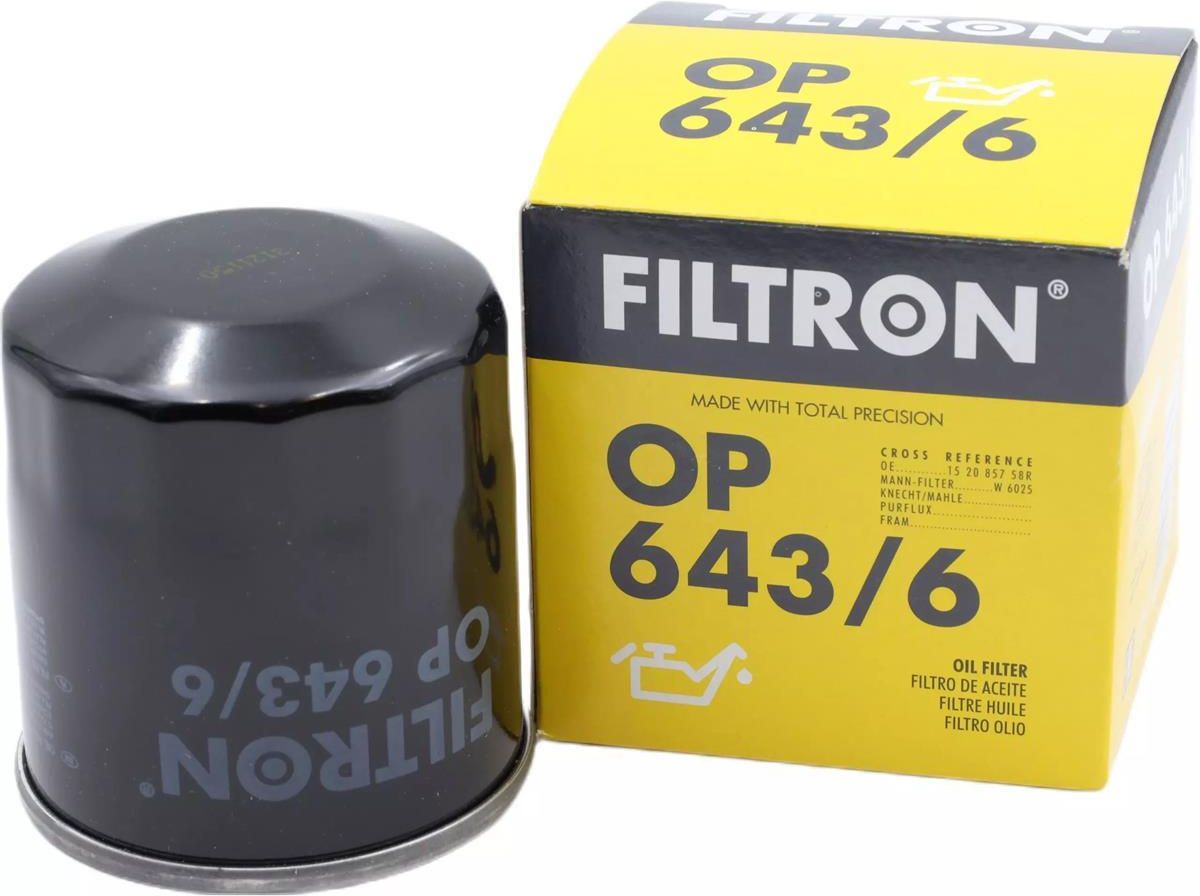 FILTRON®
OP
643/6
FILTRON®
MADE WITH TOTAL PRECISION
OP
643/6
CROSS REFERENCE
OE............15 20 857 58R
MANN-FILTER.........W 6025
KNECHT/MAHLE................
PURFLUX.......................
FRAM............................
OIL FILTER
FILTRO DE ACEITE
FILTRE HUILE
FILTRO OLIO
OP 643
OP 643/6
FILTRON®